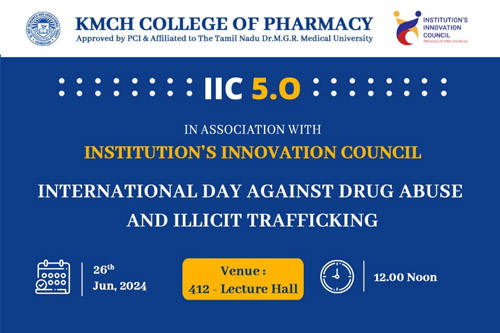 KMCH COLLEGE OF PHARMACY
Approved by PCI & Affiliated to The Tamil Nadu Dr.M.G.R. Medical University
INSTITUTION'S
INNOVATION
COUNCIL
IIC 5.O
IN ASSOCIATION WITH
INSTITUTION'S INNOVATION COUNCIL
INTERNATIONAL DAY AGAINST DRUG ABUSE
AND ILLICIT TRAFFICKING
26th
Jun, 2024
Venue :
412 - Lecture Hall
12.00 Noon